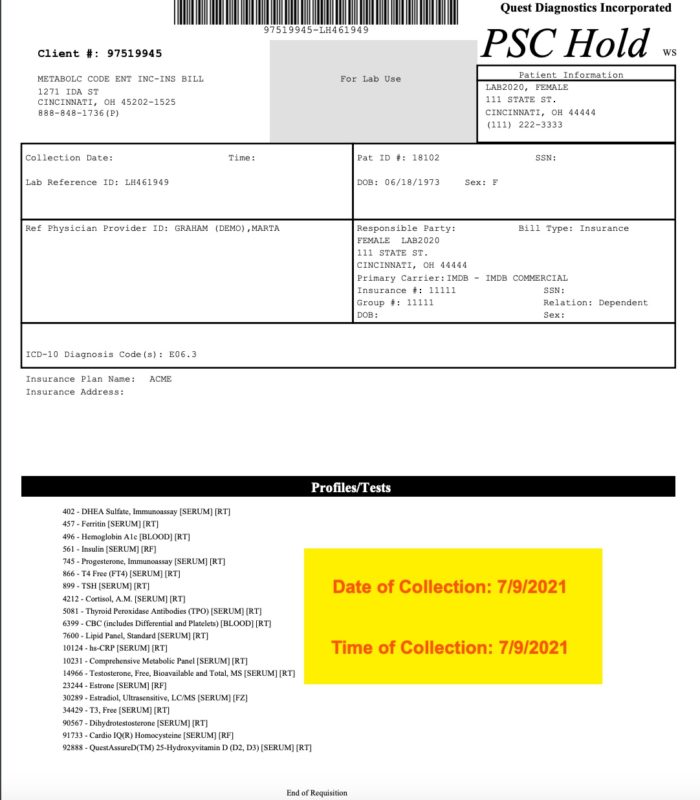 Quest Diagnostics Incorporated
97519945-LH461949
PSC Hold WS
Client #: 97519945
METABOLC CODE ENT INC-INS BILL
1271 IDA ST
CINCINNATI, OH 45202-1525
888-848-1736(P)
For Lab Use
Patient Information
LAB2020, FEMALE
111 STATE ST.
CINCINNATI, OH 44444
(111) 222-3333
Collection Date: Time:
Lab Reference ID: LH461949
Pat ID #: 18102 SSN:
DOB: 06/18/1973 Sex: F
Ref Physician Provider ID: GRAHAM (DEMO),MARTA
Responsible Party: Bill Type: Insurance
FEMALE LAB2020
111 STATE ST.
CINCINNATI, OH 44444
Primary Carrier:IMDB - IMDB COMMERCIAL
Insurance #: 11111 SSN:
Group #: 11111 Relation: Dependent
DOB: Sex:
ICD-10 Diagnosis Code(s): E06.3
Insurance Plan Name: ACME
Insurance Address:
Profiles/Tests
402 - DHEA Sulfate, Immunoassay [SERUM] [RT]
457 - Ferritin [SERUM] [RT]
496 - Hemoglobin A1c [BLOOD] [RT]
561 - Insulin [SERUM] [RF]
745 - Progesterone, Immunoassay [SERUM] [RT]
866 - T4 Free (FT4) [SERUM] [RT]
899 - TSH [SERUM] [RT]
4212 - Cortisol, A.M. [SERUM] [RT]
5081 - Thyroid Peroxidase Antibodies (TPO) [SERUM] [RT]
6399 - CBC (includes Differential and Platelets) [BLOOD] [RT]
7600 - Lipid Panel, Standard [SERUM] [RT]
10124 - hs-CRP [SERUM] [RT]
10231 - Comprehensive Metabolic Panel [SERUM] [RT]
14966 - Testosterone, Free, Bioavailable and Total, MS [SERUM] [RT]
23244 - Estrone [SERUM] [RF]
30289 - Estradiol, Ultrasensitive, LC/MS [SERUM] [FZ]
34429 - T3, Free [SERUM] [RT]
90567 - Dihydrotestosterone [SERUM] [RT]
91733 - Cardio IQ(R) Homocysteine [SERUM] [RF]
92888 - QuestAssureD(TM) 25-Hydroxyvitamin D (D2, D3) [SERUM] [RT]
Date of Collection: 7/9/2021
Time of Collection: 7/9/2021
End of Requisition